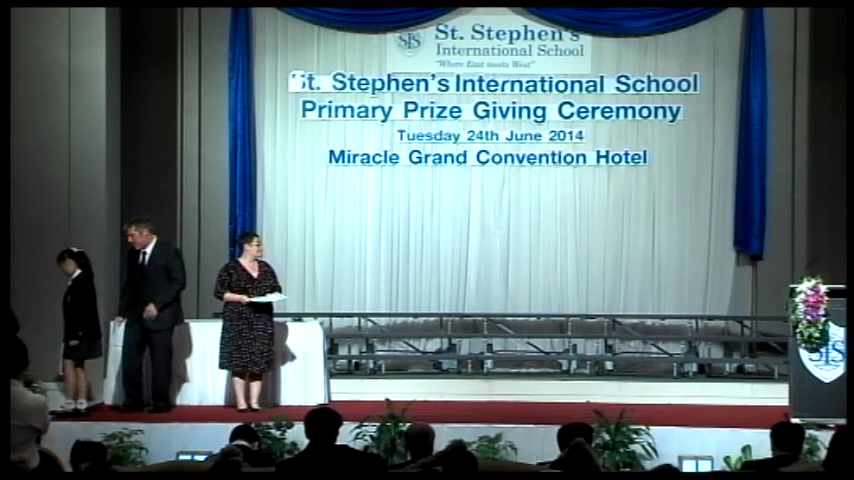 St. Stephen's
International School
"Where East meets West"
St. Stephen's International School
Primary Prize Giving Ceremony
Tuesday 24th June 2014
Miracle Grand Convention Hotel
SIS
SIS